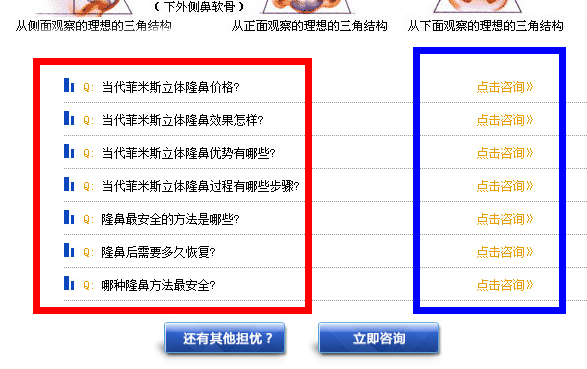 (下外侧鼻软骨)
从侧面观察的理想的三角结构 从正面观察的理想的三角结构 从下面观察的理想的三角结构
Q: 当代菲米斯立体隆鼻价格? 点击咨询》
Q: 当代菲米斯立体隆鼻效果怎样? 点击咨询》
Q: 当代菲米斯立体隆鼻优势有哪些? 点击咨询》
Q: 当代菲米斯立体隆鼻过程有哪些步骤? 点击咨询》
Q: 隆鼻最安全的方法是哪些? 点击咨询》
Q: 隆鼻后需要多久恢复? 点击咨询》
Q: 哪种隆鼻方法最安全? 点击咨询》
还有其他担忧? 立即咨询